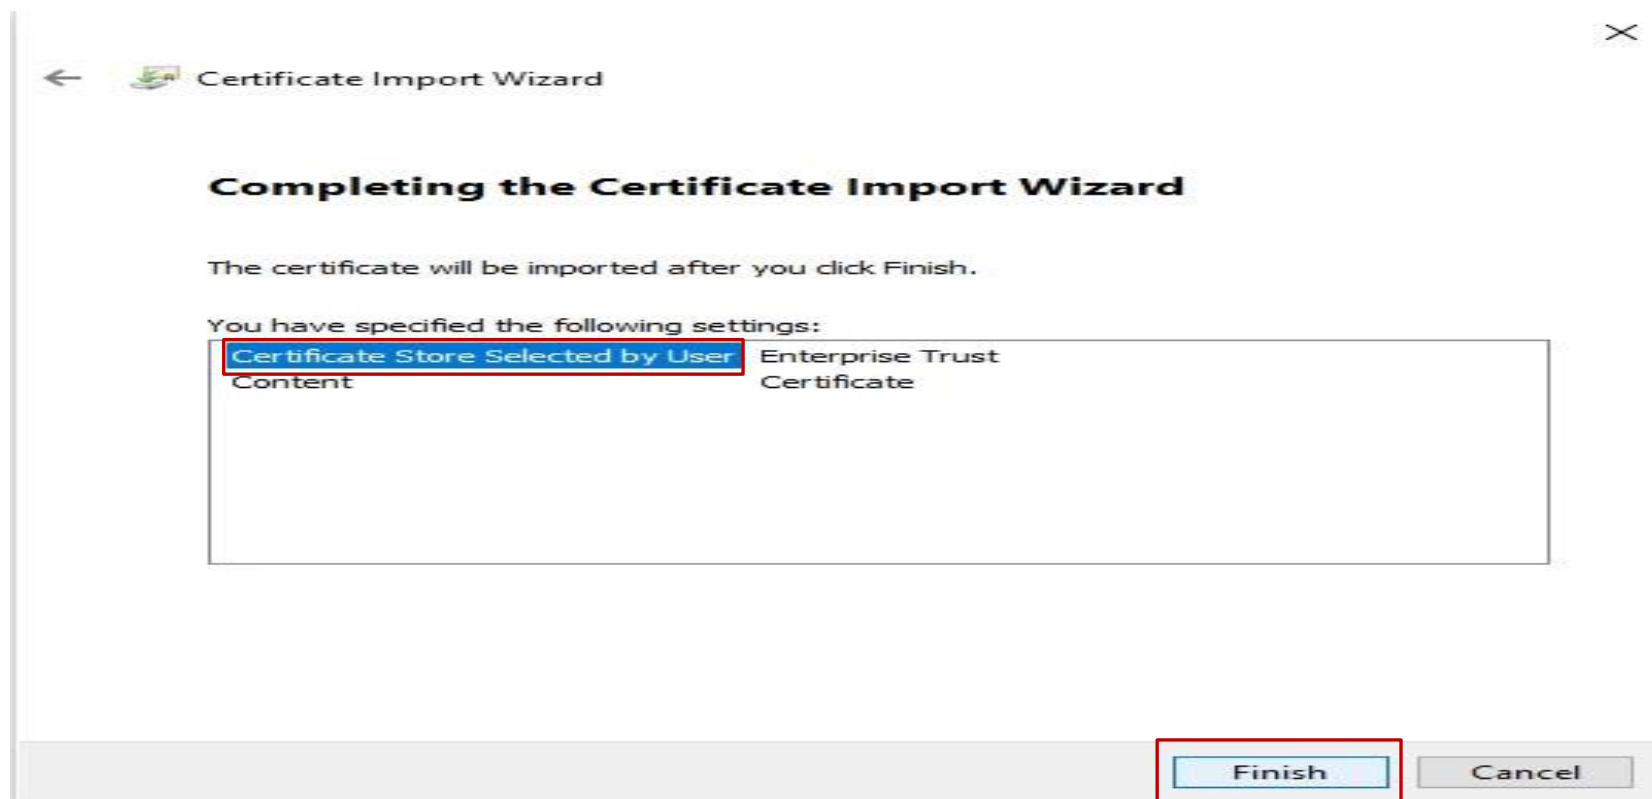 Certificate Import Wizard
Completing the Certificate Import Wizard
The certificate will be imported after you click Finish.
You have specified the following settings:
Certificate Store Selected by User Enterprise Trust
Content Certificate
Finish Cancel